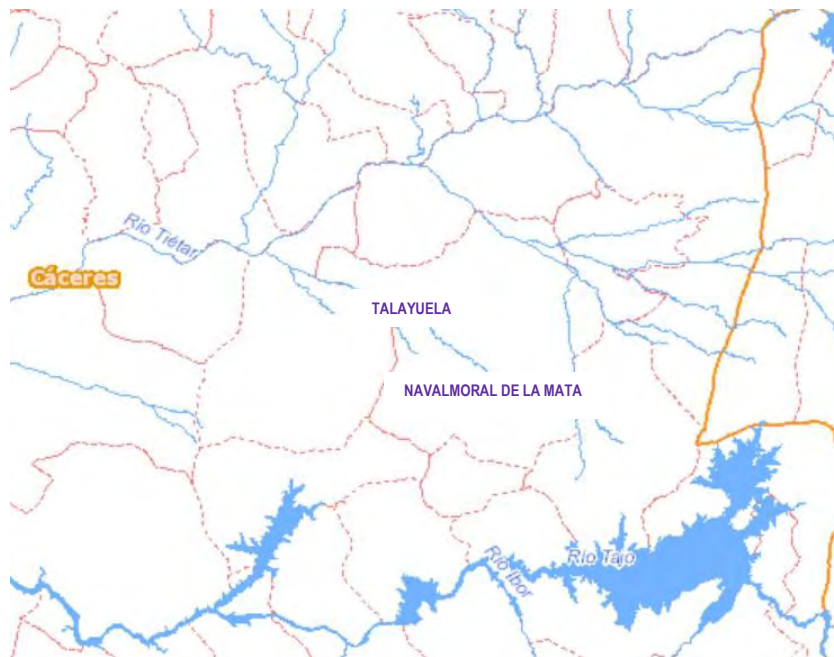 Río Tiétar
Cáceres
TALAYUELA
NAVALMORAL DE LA MATA
Río Ibor
Río Tajo